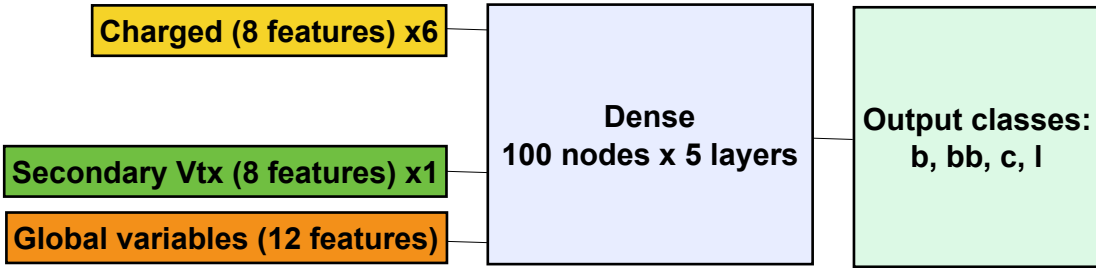 Charged (8 features) x6
Secondary Vtx (8 features) x1
Global variables (12 features)
Dense
100 nodes x 5 layers
Output classes:
b, bb, c, l